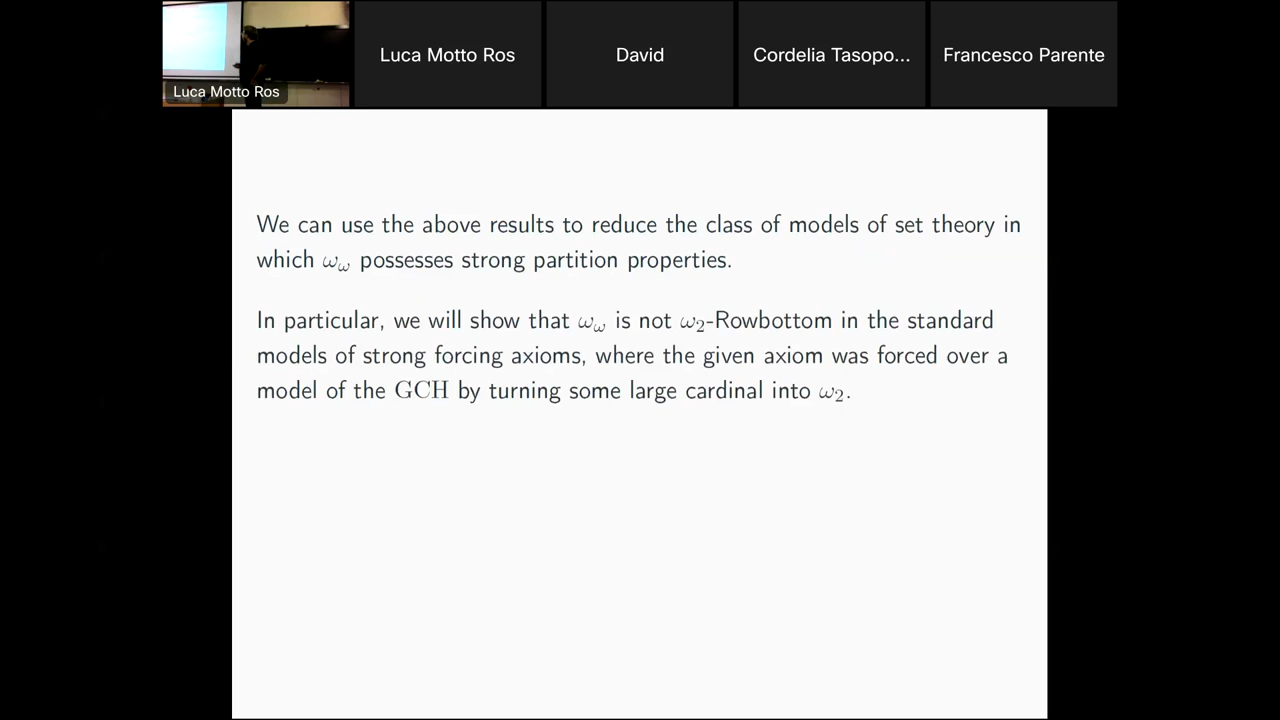 Luca Motto Ros
Luca Motto Ros
David
Cordelia Tasopo...
Francesco Parente
We can use the above results to reduce the class of models of set theory in
which ω_ω possesses strong partition properties.
In particular, we will show that ω_ω is not ω₂-Rowbottom in the standard
models of strong forcing axioms, where the given axiom was forced over a
model of the GCH by turning some large cardinal into ω₂.